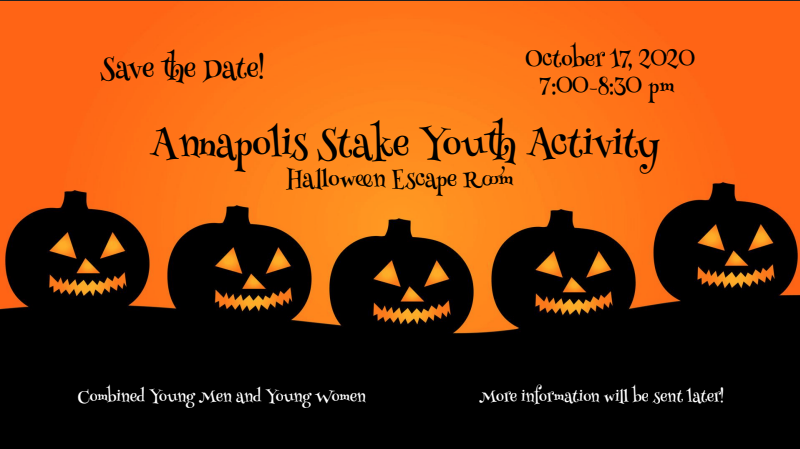 Save the Date!
October 17, 2020
7:00-8:30 pm
Annapolis Stake Youth Activity
Halloween Escape Room
Combined Young Men and Young Women
More information will be sent later!